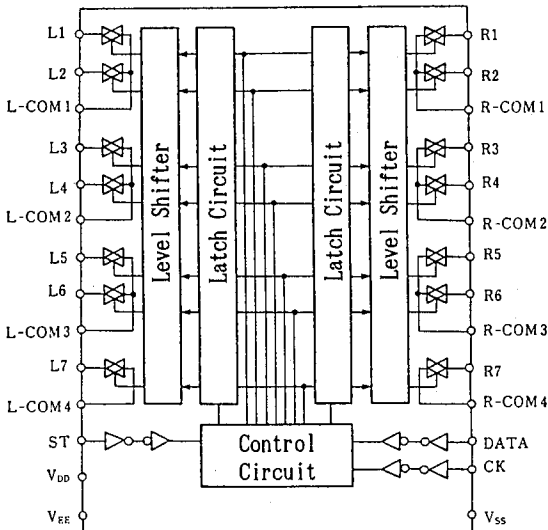 L1
L2
L-COM1
L3
L4
L-COM2
L5
L6
L-COM3
L7
L-COM4
ST
VDD
VEE
Level Shifter
Latch Circuit
Latch Circuit
Level Shifter
Control
Circuit
R1
R2
R-COM1
R3
R4
R-COM2
R5
R6
R-COM3
R7
R-COM4
DATA
CK
VSS